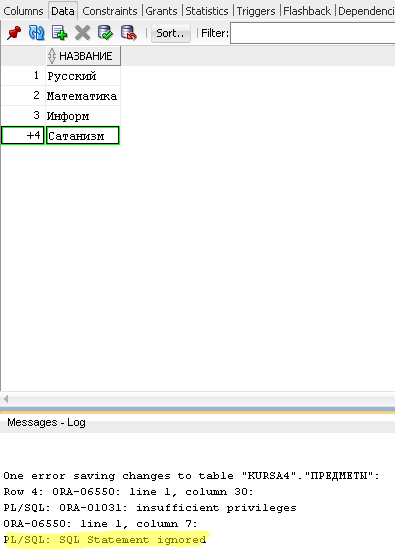 Columns Data Constraints Grants Statistics Triggers Flashback Dependenci
Sort.. Filter:
НАЗВАНИЕ
1 Русский
2 Математика
3 Информ
+4 Сатанизм
Messages - Log
One error saving changes to table "KURSA4"."ПРЕДМЕТЫ":
Row 4: ORA-06550: line 1, column 30:
PL/SQL: ORA-01031: insufficient privileges
ORA-06550: line 1, column 7:
PL/SQL: SQL Statement ignored